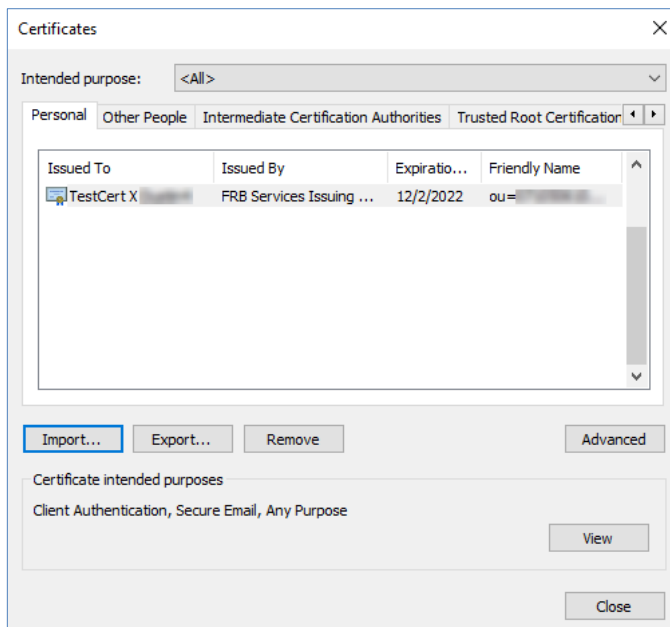 Certificates
Intended purpose: <All>
Personal Other People Intermediate Certification Authorities Trusted Root Certification
Issued To Issued By Expiratio... Friendly Name
TestCert X FRB Services Issuing ... 12/2/2022 ou=
Import... Export... Remove Advanced
Certificate intended purposes
Client Authentication, Secure Email, Any Purpose
View
Close